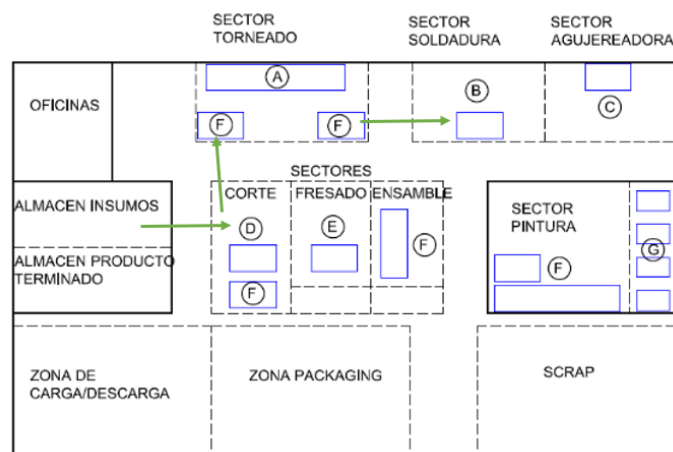 SECTOR
TORNEADO
SECTOR
SOLDADURA
SECTOR
AGUJEREADORA
A
B
C
OFICINAS
F
F
SECTORES
CORTE
FRESADO
ENSAMBLE
ALMACEN INSUMOS
ALMACEN PRODUCTO
TERMINADO
D
E
F
F
SECTOR
PINTURA
F
G
ZONA DE
CARGA/DESCARGA
ZONA PACKAGING
SCRAP